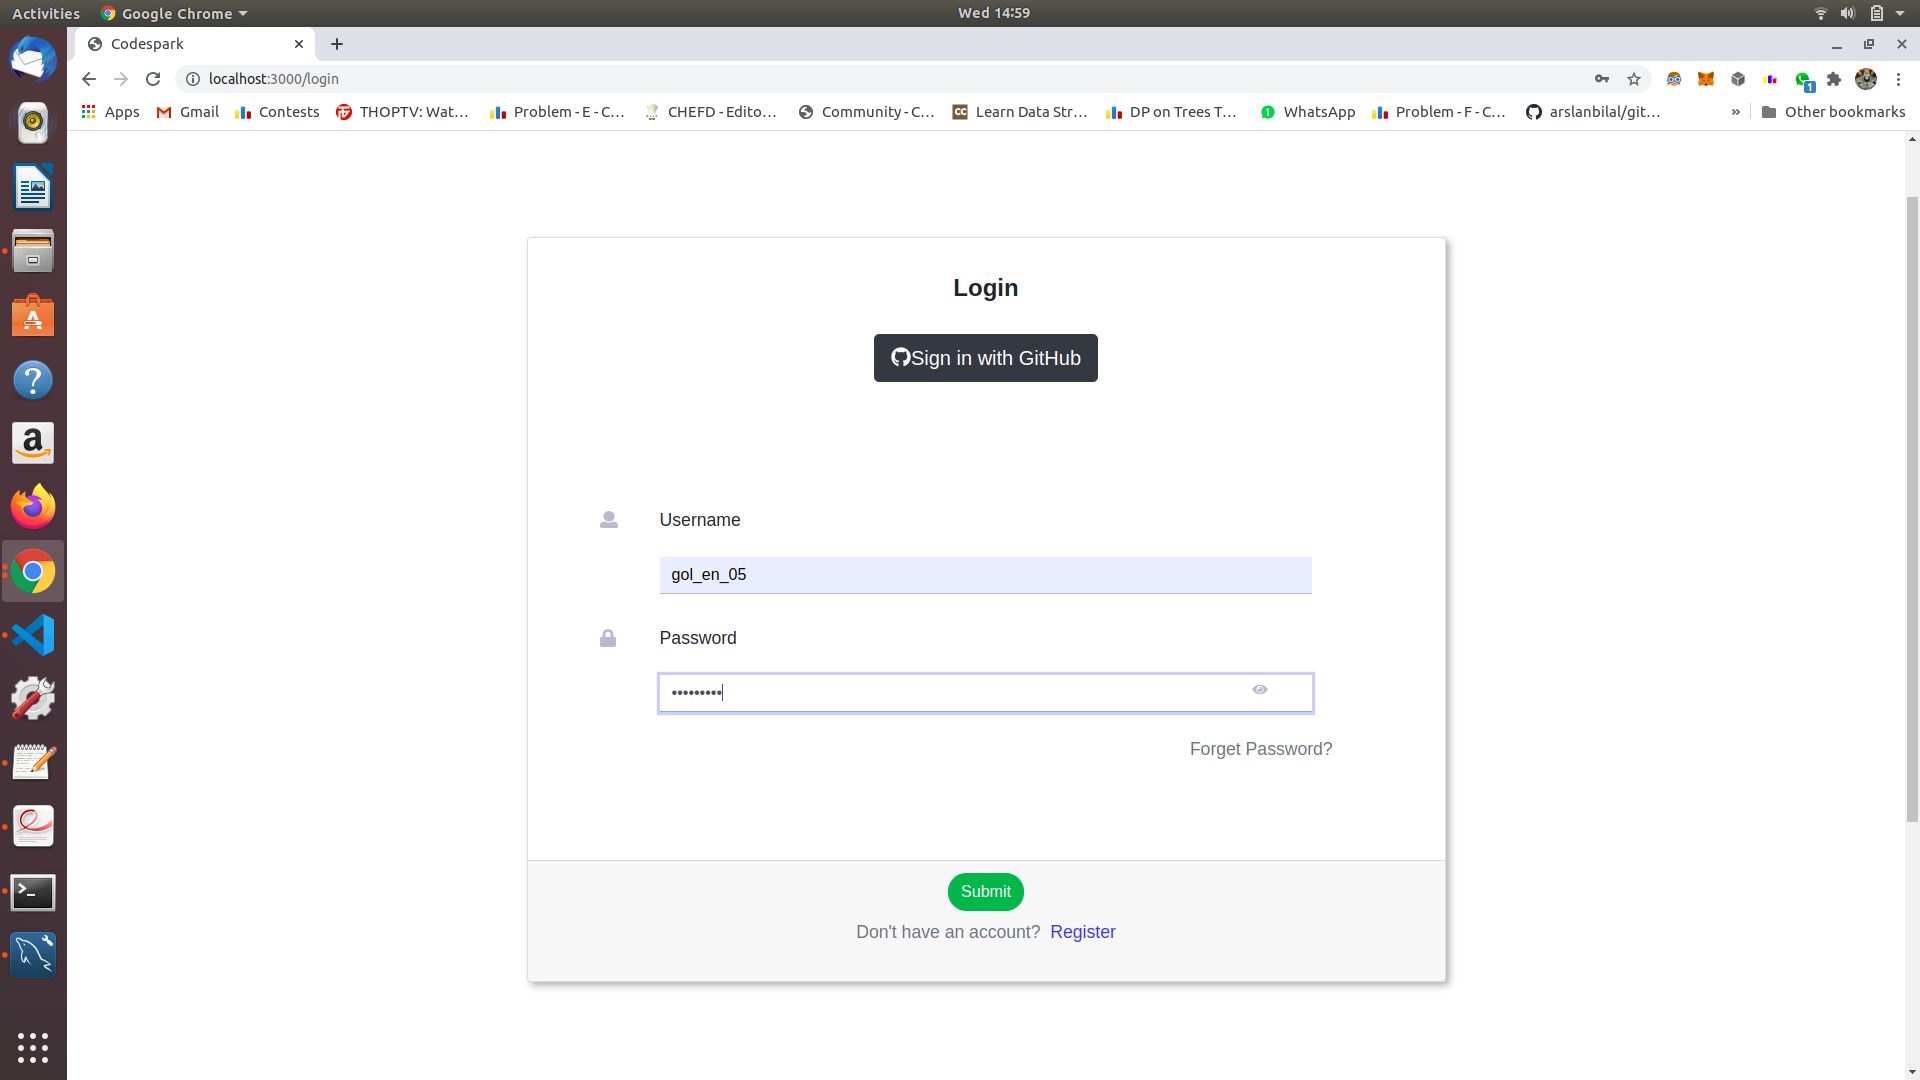 Activities Google Chrome Wed 14:59
Codespark
localhost:3000/login
Apps Gmail Contests THOPTV: Wat... Problem - E - C... CHEFD - Edito... Community - C... Learn Data Str... DP on Trees T... WhatsApp Problem - F - C... arslanbilal/git... » Other bookmarks
Login
Sign in with GitHub
Username
gol_en_05
Password
•••••••••
Forget Password?
Submit
Don't have an account? Register